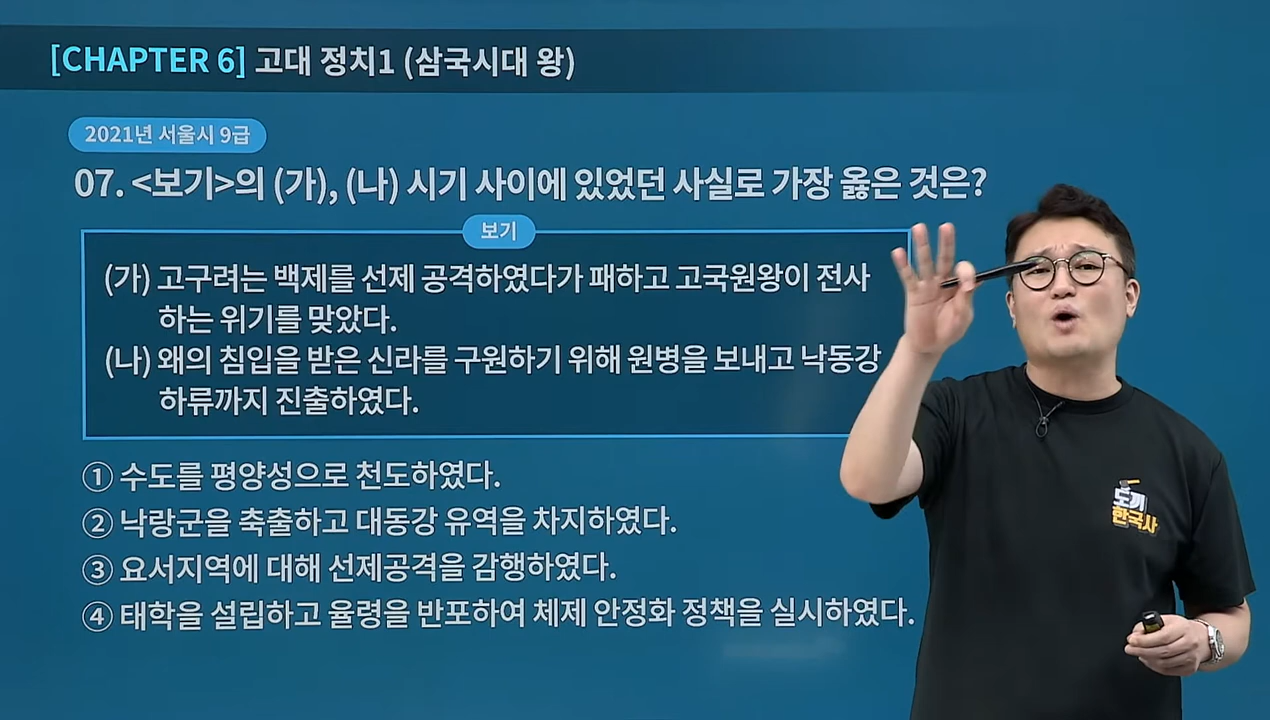 [CHAPTER 6] 고대 정치1 (삼국시대 왕)
2021년 서울시 9급
07. <보기>의 (가), (나) 시기 사이에 있었던 사실로 가장 옳은 것은?
보기
(가) 고구려는 백제를 선제 공격하였다가 패하고 고국원왕이 전사
하는 위기를 맞았다.
(나) 왜의 침입을 받은 신라를 구원하기 위해 원병을 보내고 낙동강
하류까지 진출하였다.
① 수도를 평양성으로 천도하였다.
② 낙랑군을 축출하고 대동강 유역을 차지하였다.
③ 요서지역에 대해 선제공격을 감행하였다.
④ 태학을 설립하고 율령을 반포하여 체제 안정화 정책을 실시하였다.
도끼
한국사